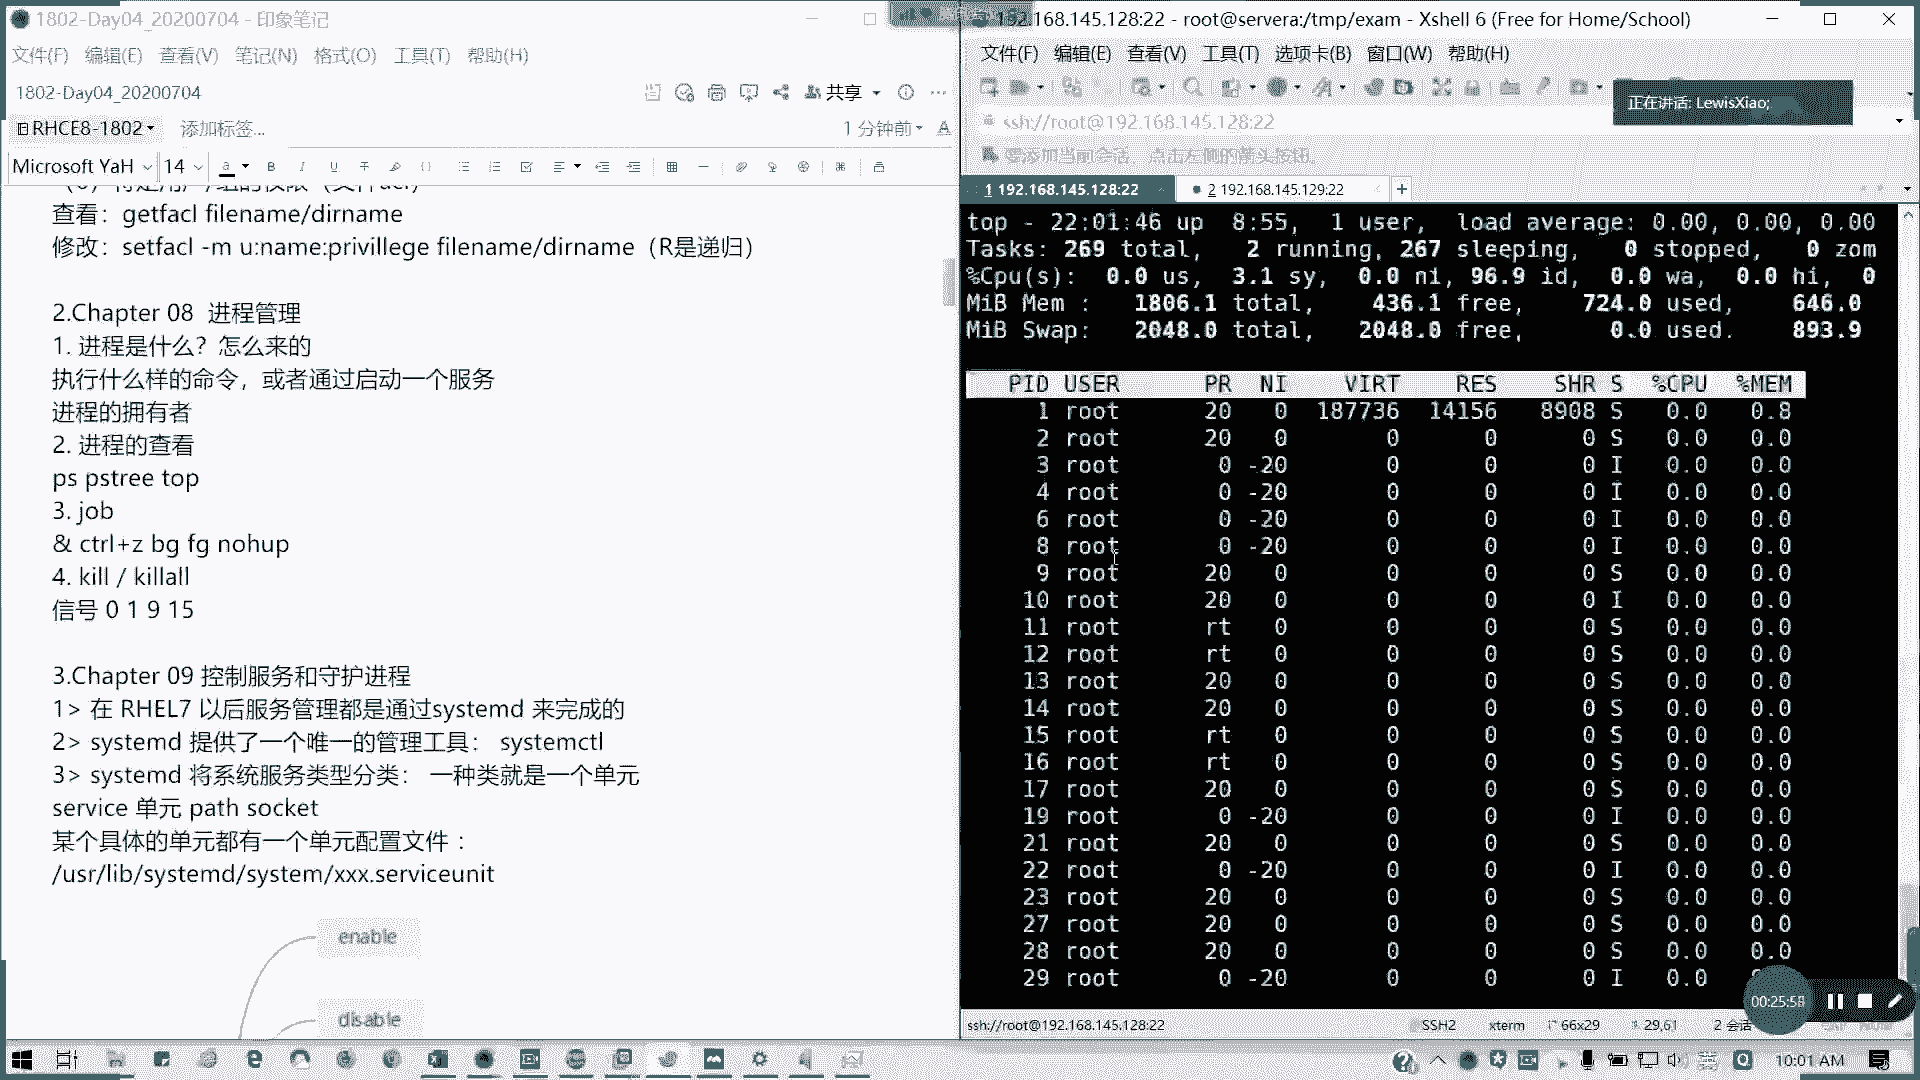 1802-Day04_20200704 - 印象笔记
文件(F) 编辑(E) 查看(V) 笔记(N) 格式(O) 工具(T) 帮助(H)
1802-Day04_20200704
共享
RHCE8-1802 添加标签...
1 分钟前
Microsoft YaH 14
查看：getfacl filename/dirname
修改：setfacl -m u:name:privillege filename/dirname（R是递归）
2.Chapter 08 进程管理
1. 进程是什么？怎么来的
执行什么样的命令，或者通过启动一个服务
进程的拥有者
2. 进程的查看
ps pstree top
3. job
& ctrl+z bg fg nohup
4. kill / killall
信号 0 1 9 15
3.Chapter 09 控制服务和守护进程
1> 在 RHEL7 以后服务管理都是通过systemd 来完成的
2> systemd 提供了一个唯一的管理工具： systemctl
3> systemd 将系统服务类型分类： 一种类就是一个单元
service 单元 path socket
某个具体的单元都有一个单元配置文件 ：
/usr/lib/systemd/system/xxx.serviceunit
enable
disable
192.168.145.128:22 - root@servera:/tmp/exam - Xshell 6 (Free for Home/School)
文件(F) 编辑(E) 查看(V) 工具(T) 选项卡(B) 窗口(W) 帮助(H)
正在讲话: LewisXiao;
ssh://root@192.168.145.128:22
要添加当前会话，点击左侧的箭头按钮。
1 192.168.145.128:22 2 192.168.145.129:22
top - 22:01:46 up 8:55, 1 user, load average: 0.00, 0.00, 0.00
Tasks: 269 total, 2 running, 267 sleeping, 0 stopped, 0 zom
%Cpu(s): 0.0 us, 3.1 sy, 0.0 ni, 96.9 id, 0.0 wa, 0.0 hi, 0
MiB Mem : 1806.1 total, 436.1 free, 724.0 used, 646.0
MiB Swap: 2048.0 total, 2048.0 free, 0.0 used. 893.9
PID USER PR NI VIRT RES SHR S %CPU %MEM
1 root 20 0 187736 14156 8908 S 0.0 0.8
2 root 20 0 0 0 0 S 0.0 0.0
3 root 0 -20 0 0 0 I 0.0 0.0
4 root 0 -20 0 0 0 I 0.0 0.0
6 root 0 -20 0 0 0 I 0.0 0.0
8 root 0 -20 0 0 0 I 0.0 0.0
9 root 20 0 0 0 0 S 0.0 0.0
10 root 20 0 0 0 0 I 0.0 0.0
11 root rt 0 0 0 0 S 0.0 0.0
12 root rt 0 0 0 0 S 0.0 0.0
13 root 20 0 0 0 0 S 0.0 0.0
14 root 20 0 0 0 0 S 0.0 0.0
15 root rt 0 0 0 0 S 0.0 0.0
16 root rt 0 0 0 0 S 0.0 0.0
17 root 20 0 0 0 0 S 0.0 0.0
19 root 0 -20 0 0 0 I 0.0 0.0
21 root 20 0 0 0 0 S 0.0 0.0
22 root 0 -20 0 0 0 I 0.0 0.0
23 root 20 0 0 0 0 S 0.0 0.0
27 root 20 0 0 0 0 S 0.0 0.0
28 root 20 0 0 0 0 S 0.0 0.0
29 root 0 -20 0 0 0 I 0.0
00:25:58
ssh://root@192.168.145.128:22 SSH2 xterm 66x29 29,61 2 会话
10:01 AM